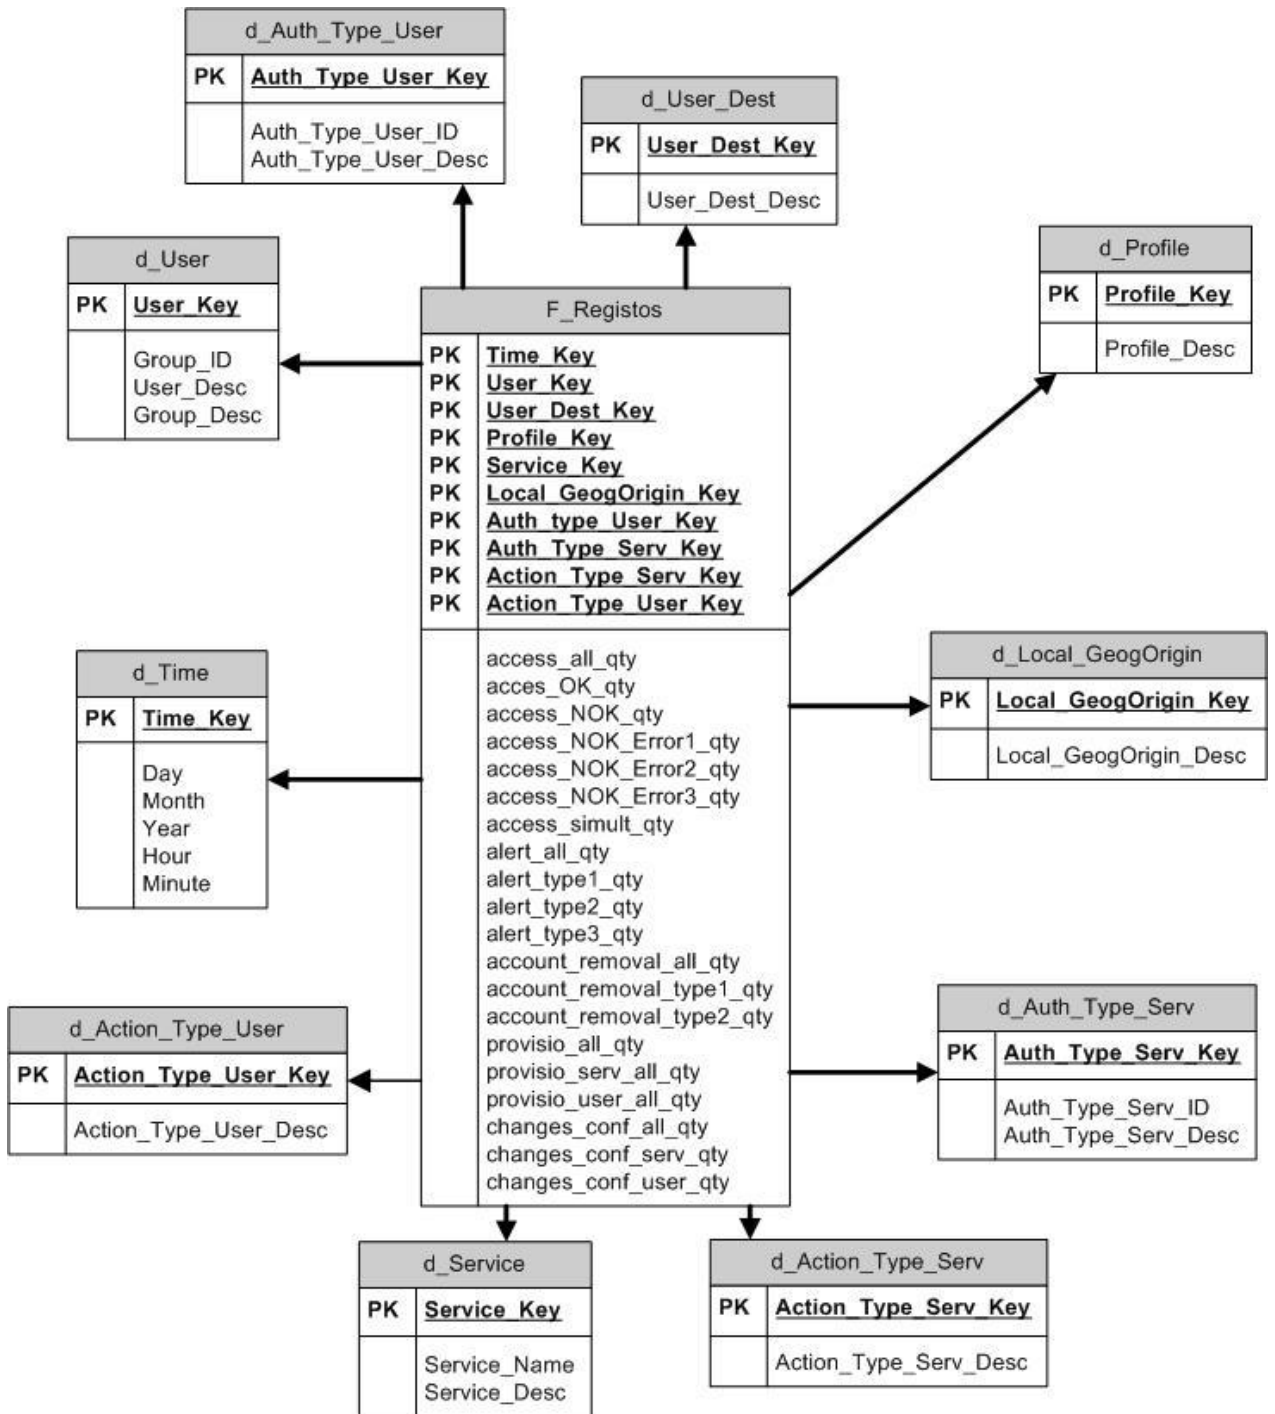 d_Auth_Type_User
PK Auth_Type_User_Key
Auth_Type_User_ID
Auth_Type_User_Desc
d_User_Dest
PK User_Dest_Key
User_Dest_Desc
d_User
PK User_Key
Group_ID
User_Desc
Group_Desc
d_Profile
PK Profile_Key
Profile_Desc
F_Registos
PK Time_Key
PK User_Key
PK User_Dest_Key
PK Profile_Key
PK Service_Key
PK Local_GeogOrigin_Key
PK Auth_type_User_Key
PK Auth_Type_Serv_Key
PK Action_Type_Serv_Key
PK Action_Type_User_Key
access_all_qty
acces_OK_qty
access_NOK_qty
access_NOK_Error1_qty
access_NOK_Error2_qty
access_NOK_Error3_qty
access_simult_qty
alert_all_qty
alert_type1_qty
alert_type2_qty
alert_type3_qty
account_removal_all_qty
account_removal_type1_qty
account_removal_type2_qty
provisio_all_qty
provisio_serv_all_qty
provisio_user_all_qty
changes_conf_all_qty
changes_conf_serv_qty
changes_conf_user_qty
d_Time
PK Time_Key
Day
Month
Year
Hour
Minute
d_Local_GeogOrigin
PK Local_GeogOrigin_Key
Local_GeogOrigin_Desc
d_Action_Type_User
PK Action_Type_User_Key
Action_Type_User_Desc
d_Auth_Type_Serv
PK Auth_Type_Serv_Key
Auth_Type_Serv_ID
Auth_Type_Serv_Desc
d_Service
PK Service_Key
Service_Name
Service_Desc
d_Action_Type_Serv
PK Action_Type_Serv_Key
Action_Type_Serv_Desc